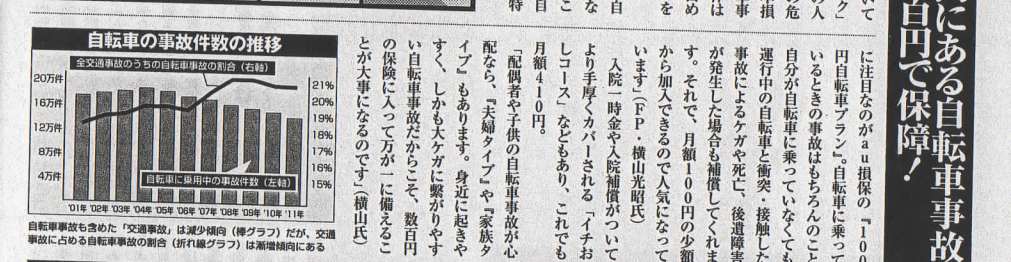 にある自転車事故
百円で保障!
に注目なのがau損保の『100
円自転車プラン』。自転車に乗って
いるときの事故はもちろんのこと
自分が自転車に乗っていなくても
運行中の自転車と衝突・接触した
事故によるケガや死亡、後遺障害
が発生した場合も補償してくれま
す。それで、月額100円の少額
から加入できるので人気になって
います」(FP・横山光昭氏)
入院一時金や入院補償がついて
より手厚くカバーされる「イチお
しコース」などもあり、これでも
月額410円。
「配偶者や子供の自転車事故が心
配なら、『夫婦タイプ』や『家族タ
イプ』もあります。身近に起きや
すく、しかも大ケガに繋がりやす
い自転車事故だからこそ、数百円
の保険に入って万が一に備えるこ
とが大事になるのです」(横山氏)
自転車の事故件数の推移
全交通事故のうちの自転車事故の割合(右軸)
20万件
16万件
12万件
8万件
4万件
21%
20%
19%
18%
17%
16%
15%
自転車に乗用中の事故件数(左軸)
'01年 '02年 '03年 '04年 '05年 '06年 '07年 '08年 '09年 '10年 '11年
自転車事故も含めた「交通事故」は減少傾向(棒グラフ)だが、交通
事故に占める自転車事故の割合(折れ線グラフ)は漸増傾向にある